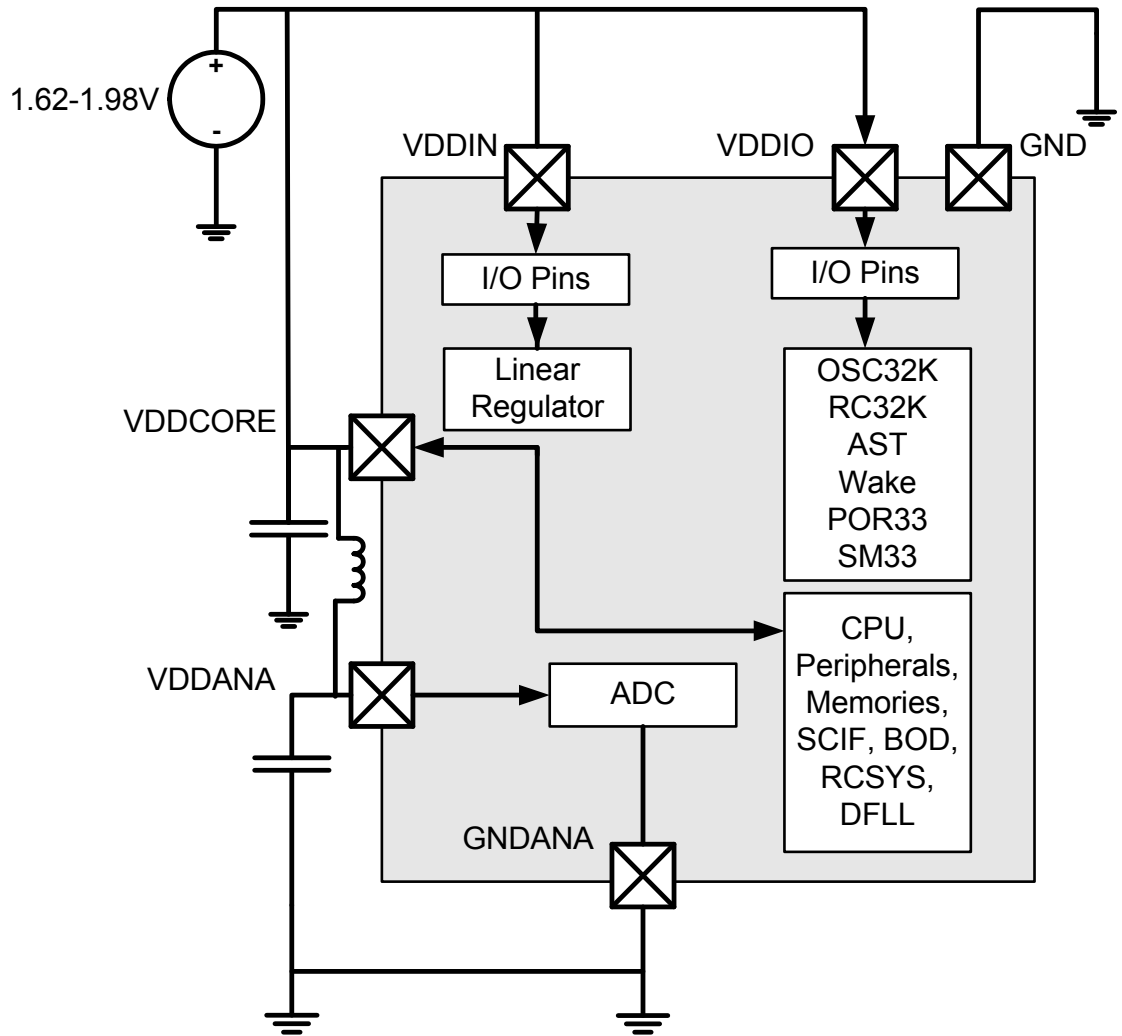 +
1.62-1.98V
-
VDDIN
VDDIO
GND
I/O Pins
I/O Pins
Linear
Regulator
OSC32K
RC32K
AST
Wake
POR33
SM33
VDDCORE
CPU,
Peripherals,
Memories,
SCIF, BOD,
RCSYS,
DFLL
VDDANA
ADC
GNDANA